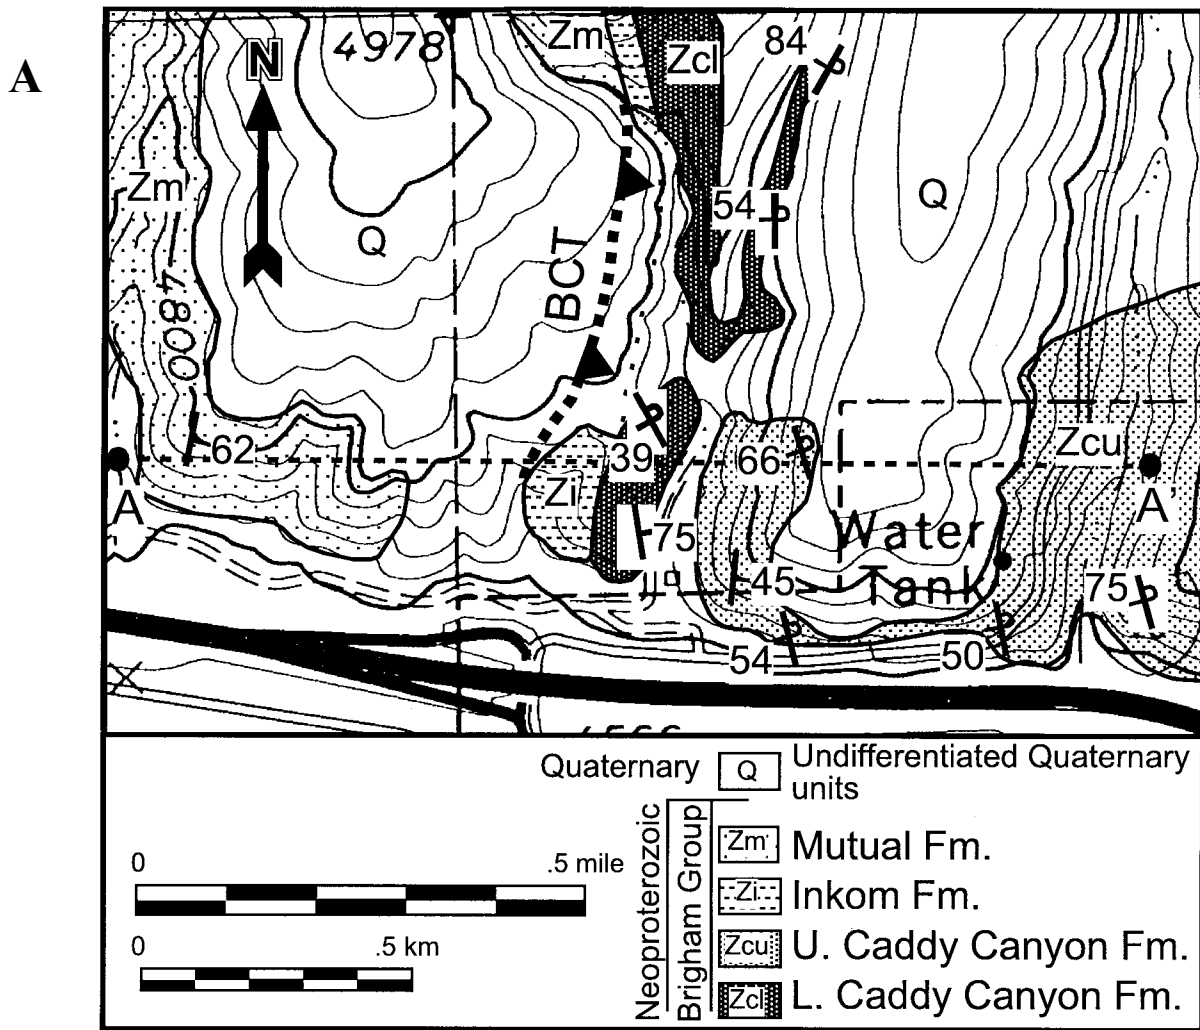 A
N
4978
Zm
Zcl
84
Zm
54
Q
Q
BCT
4800
62
39
66
Zcu
A
Zi
A'
75
Water
Tank
45
75
54
50
Quaternary Q Undifferentiated Quaternary
units
Neoproterozoic
Brigham Group
Zm Mutual Fm.
Zi Inkom Fm.
Zcu U. Caddy Canyon Fm.
Zcl L. Caddy Canyon Fm.
0 .5 mile
0 .5 km